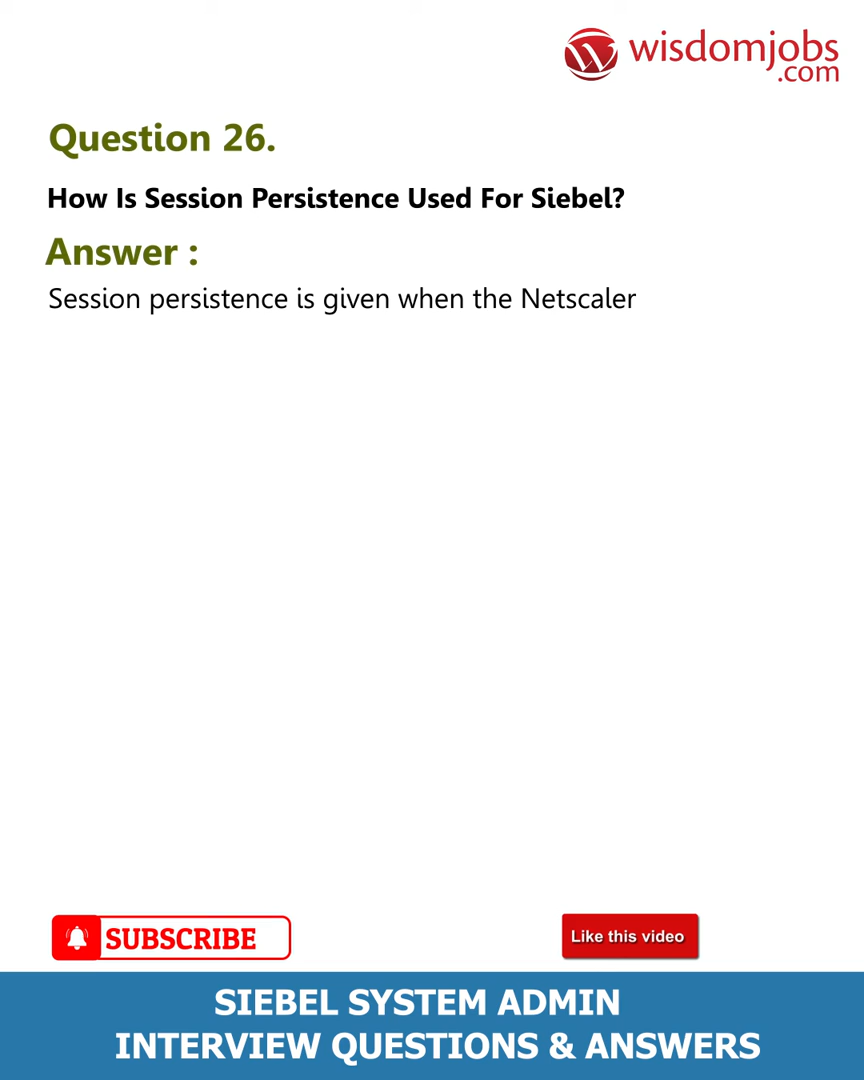 wisdomjobs
.com
Question 26.
How Is Session Persistence Used For Siebel?
Answer :
Session persistence is given when the Netscaler
SUBSCRIBE
Like this video
SIEBEL SYSTEM ADMIN
INTERVIEW QUESTIONS & ANSWERS